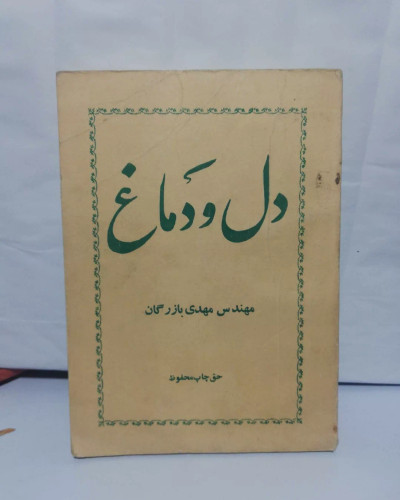 دل و دماغ
مهندس مهدی بازرگان
حق چاپ محفوظ